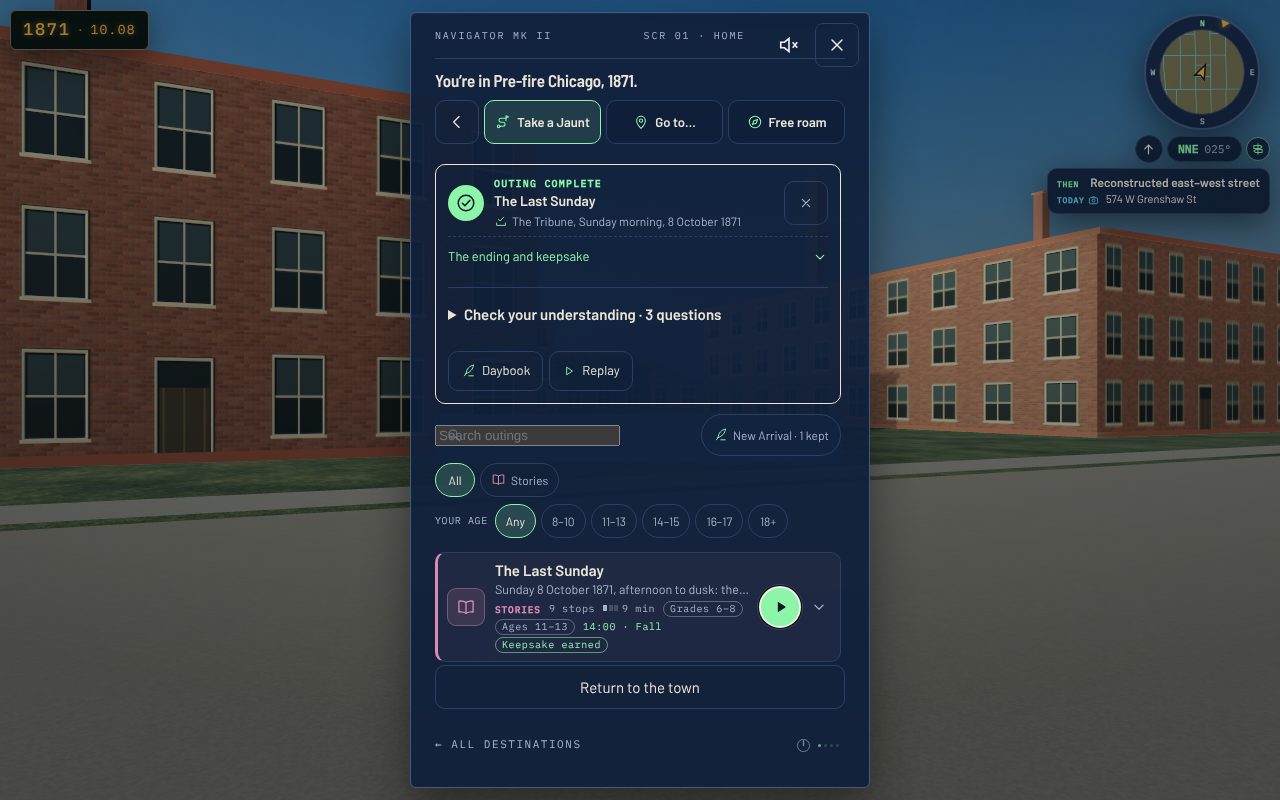 1871 · 10.08
NAVIGATOR MK II
SCR 01 · HOME
You're in Pre-fire Chicago, 1871.
Take a Jaunt
Go to...
Free roam
OUTING COMPLETE
The Last Sunday
The Tribune, Sunday morning, 8 October 1871
The ending and keepsake
Check your understanding · 3 questions
Daybook
Replay
Search outings
New Arrival · 1 kept
All
Stories
YOUR AGE
Any
8–10
11–13
14–15
16–17
18+
The Last Sunday
Sunday 8 October 1871, afternoon to dusk: the...
STORIES 9 stops 9 min Grades 6–8
Ages 11–13 14:00 · Fall
Keepsake earned
Return to the town
← ALL DESTINATIONS
N
W
E
S
NNE 025°
THEN Reconstructed east–west street
TODAY 574 W Grenshaw St